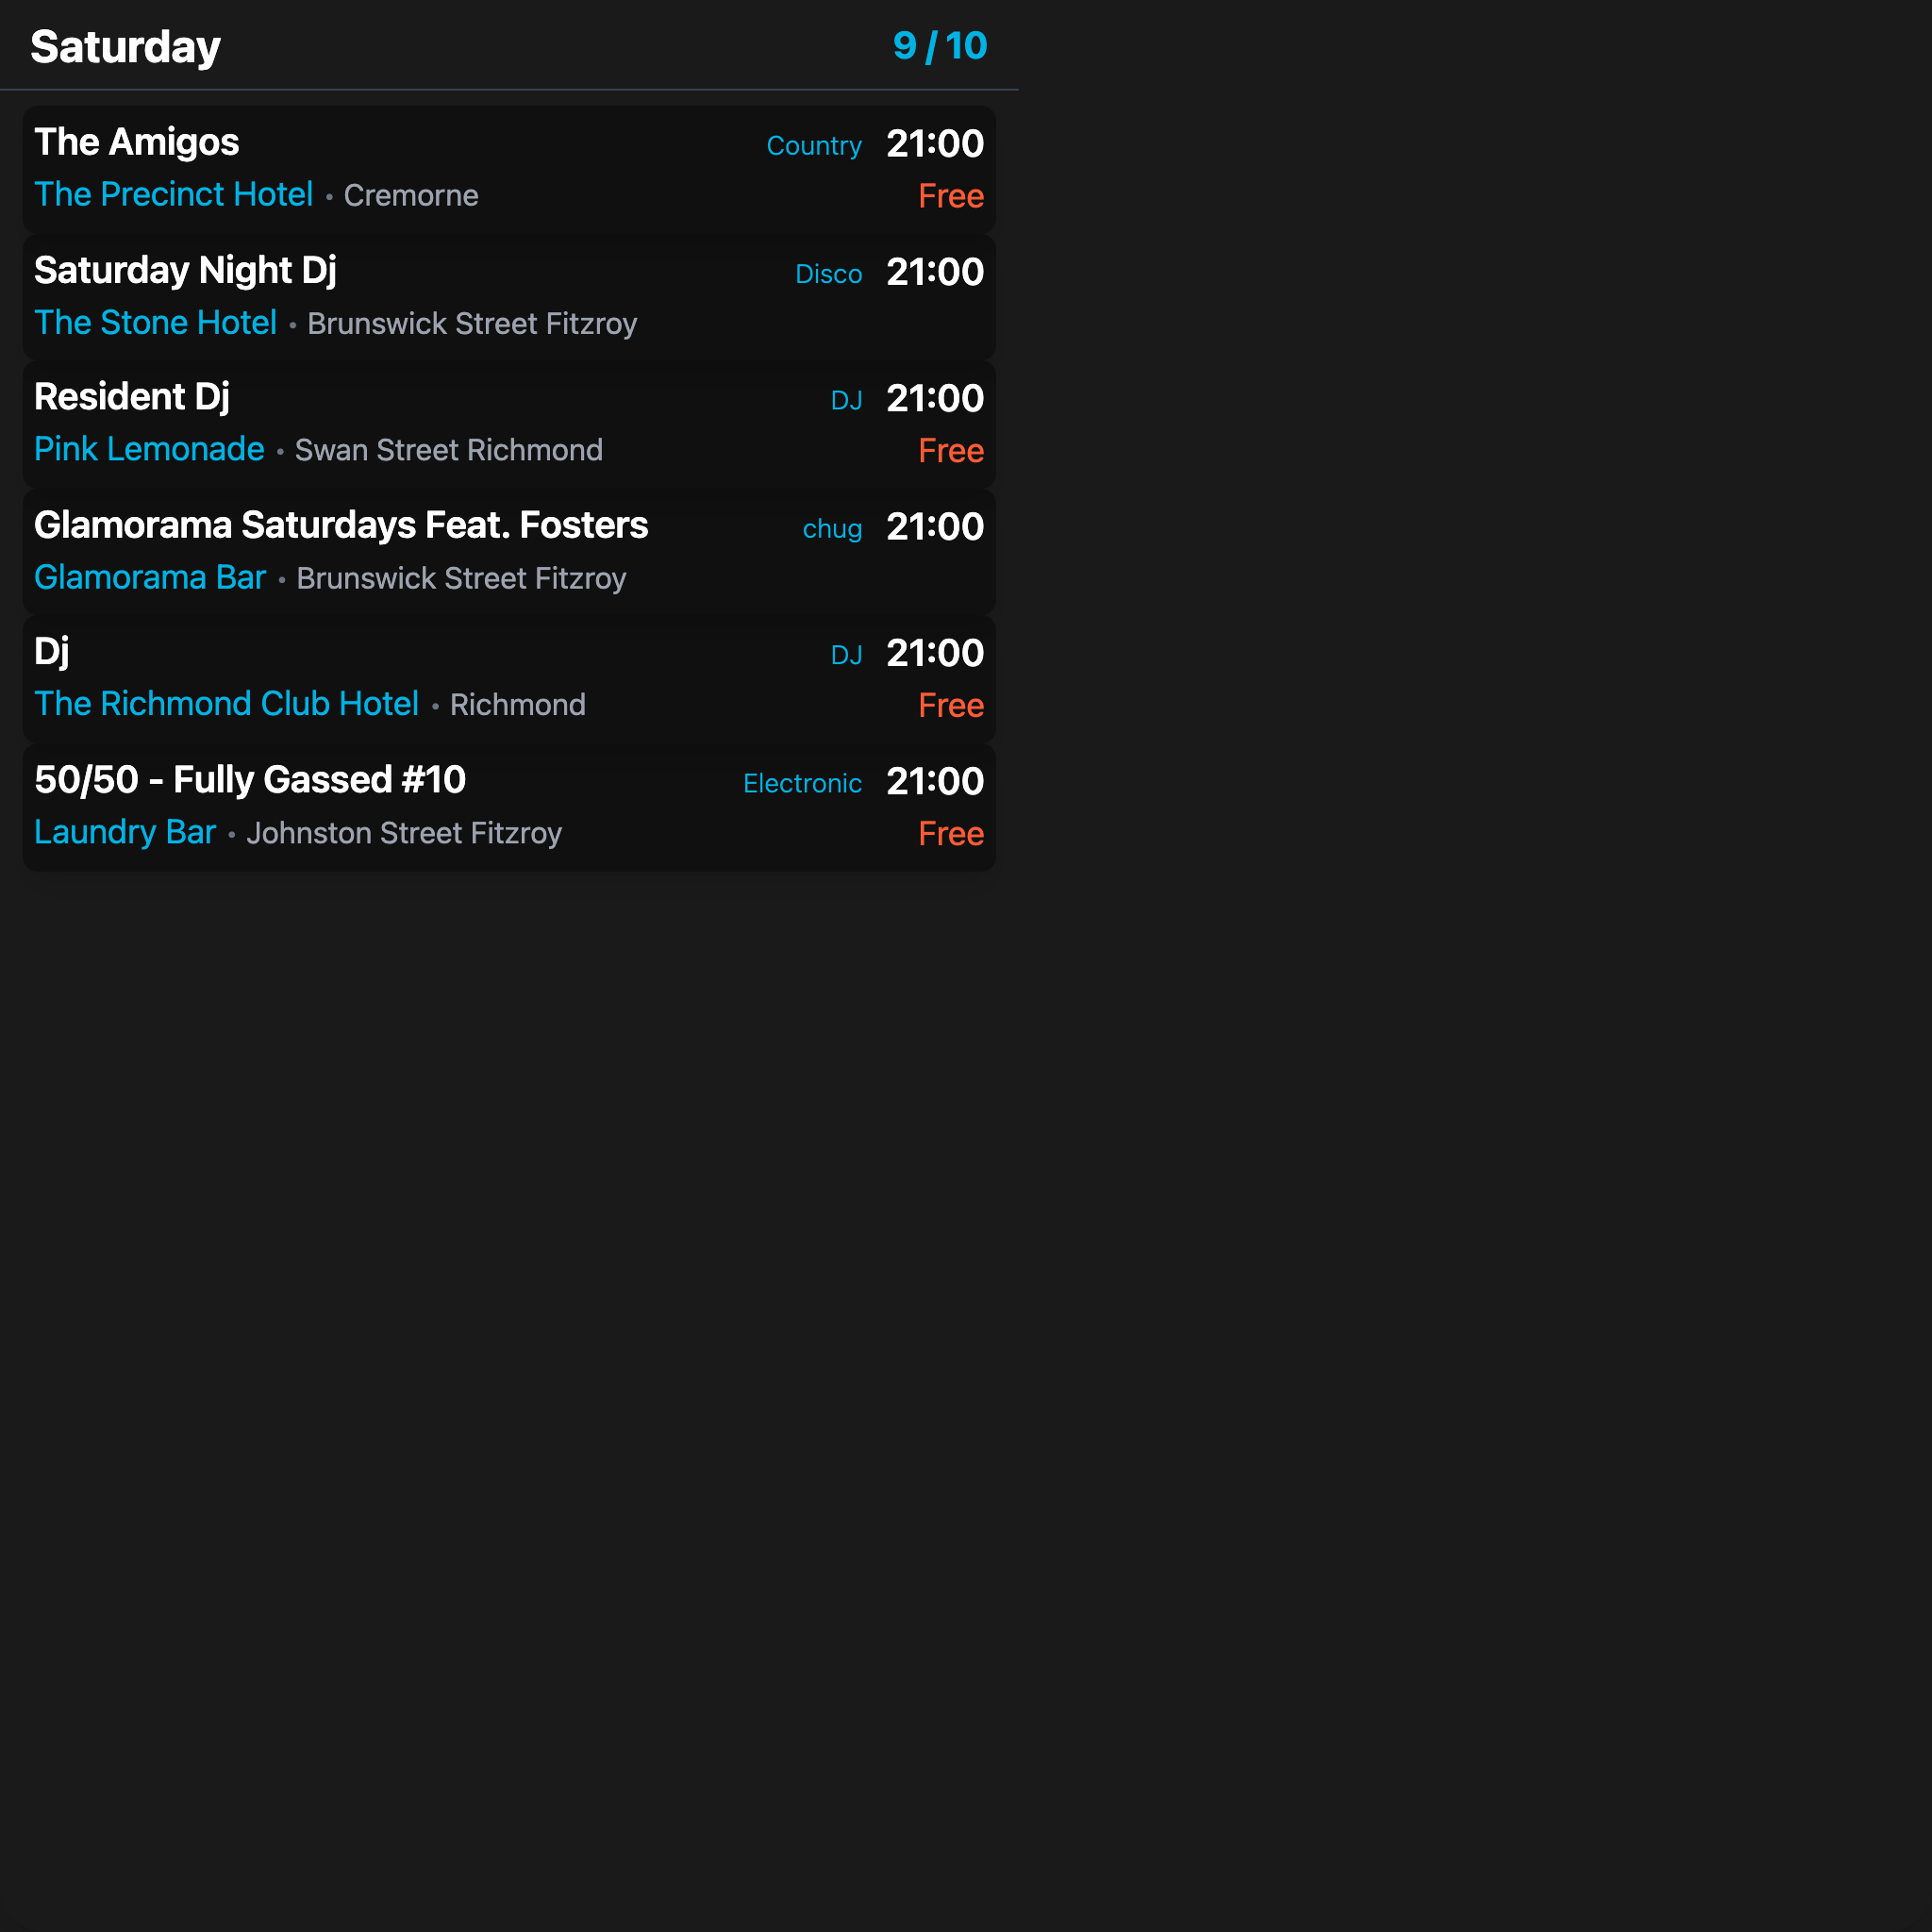 Saturday 9 / 10
The Amigos Country 21:00
The Precinct Hotel • Cremorne Free
Saturday Night Dj Disco 21:00
The Stone Hotel • Brunswick Street Fitzroy
Resident Dj DJ 21:00
Pink Lemonade • Swan Street Richmond Free
Glamorama Saturdays Feat. Fosters chug 21:00
Glamorama Bar • Brunswick Street Fitzroy
Dj DJ 21:00
The Richmond Club Hotel • Richmond Free
50/50 - Fully Gassed #10 Electronic 21:00
Laundry Bar • Johnston Street Fitzroy Free